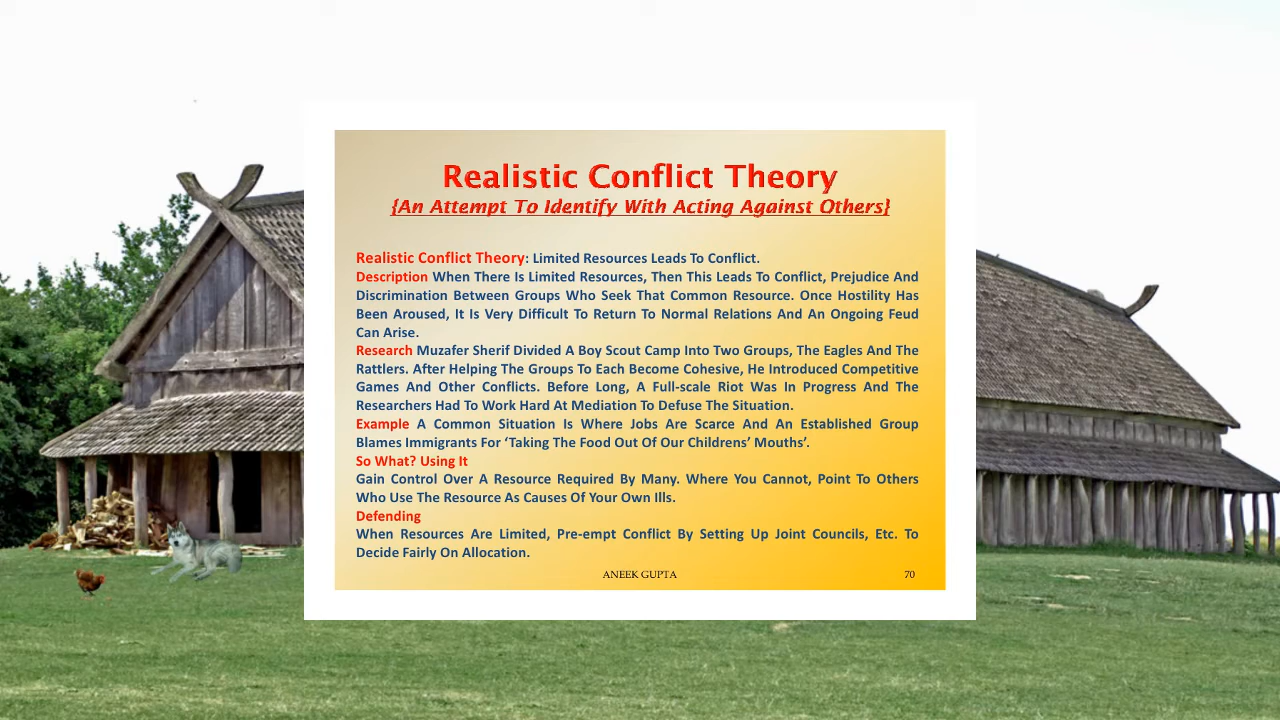 Realistic Conflict Theory
{An Attempt To Identify With Acting Against Others}
Realistic Conflict Theory: Limited Resources Leads To Conflict.
Description When There Is Limited Resources, Then This Leads To Conflict, Prejudice And
Discrimination Between Groups Who Seek That Common Resource. Once Hostility Has
Been Aroused, It Is Very Difficult To Return To Normal Relations And An Ongoing Feud
Can Arise.
Research Muzafer Sherif Divided A Boy Scout Camp Into Two Groups, The Eagles And The
Rattlers. After Helping The Groups To Each Become Cohesive, He Introduced Competitive
Games And Other Conflicts. Before Long, A Full-scale Riot Was In Progress And The
Researchers Had To Work Hard At Mediation To Defuse The Situation.
Example A Common Situation Is Where Jobs Are Scarce And An Established Group
Blames Immigrants For ‘Taking The Food Out Of Our Childrens’ Mouths’.
So What? Using It
Gain Control Over A Resource Required By Many. Where You Cannot, Point To Others
Who Use The Resource As Causes Of Your Own Ills.
Defending
When Resources Are Limited, Pre-empt Conflict By Setting Up Joint Councils, Etc. To
Decide Fairly On Allocation.
ANEEK GUPTA 70